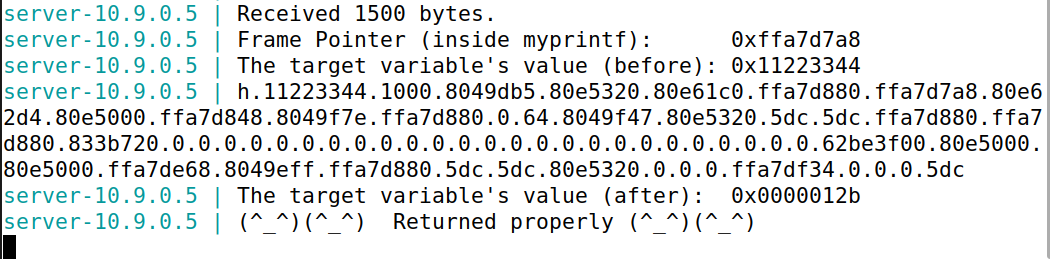 server-10.9.0.5 | Received 1500 bytes.
server-10.9.0.5 | Frame Pointer (inside myprintf):      0xffa7d7a8
server-10.9.0.5 | The target variable's value (before): 0x11223344
server-10.9.0.5 | h.11223344.1000.8049db5.80e5320.80e61c0.ffa7d880.ffa7d7a8.80e6
2d4.80e5000.ffa7d848.8049f7e.ffa7d880.0.64.8049f47.80e5320.5dc.5dc.ffa7d880.ffa7
d880.833b720.0.0.0.0.0.0.0.0.0.0.0.0.0.0.0.0.0.0.0.0.0.0.0.0.0.62be3f00.80e5000.
80e5000.ffa7de68.8049eff.ffa7d880.5dc.5dc.80e5320.0.0.0.ffa7df34.0.0.0.5dc
server-10.9.0.5 | The target variable's value (after):  0x0000012b
server-10.9.0.5 | (^_^)(^_^)  Returned properly (^_^)(^_^)